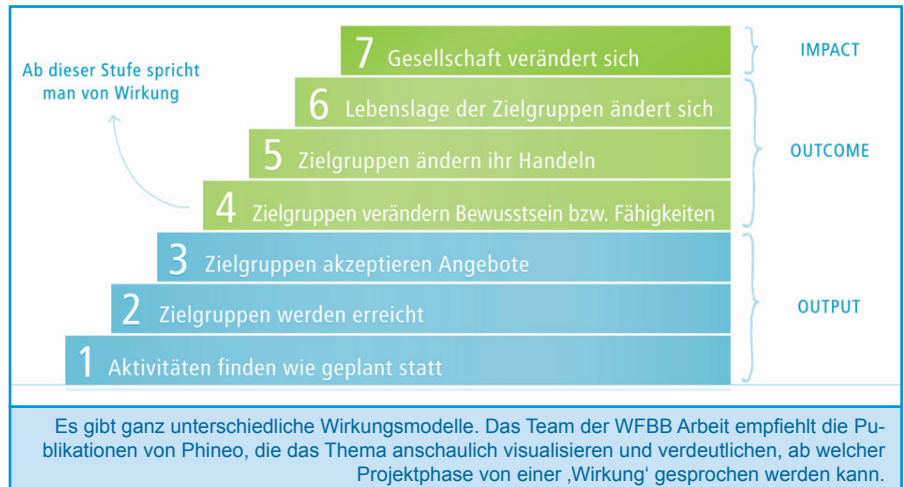 7 Gesellschaft verändert sich
IMPACT
Ab dieser Stufe spricht
man von Wirkung
6 Lebenslage der Zielgruppen ändert sich
5 Zielgruppen ändern ihr Handeln
OUTCOME
4 Zielgruppen verändern Bewusstsein bzw. Fähigkeiten
3 Zielgruppen akzeptieren Angebote
2 Zielgruppen werden erreicht
OUTPUT
1 Aktivitäten finden wie geplant statt
Es gibt ganz unterschiedliche Wirkungsmodelle. Das Team der WFBB Arbeit empfiehlt die Pu-
blikationen von Phineo, die das Thema anschaulich visualisieren und verdeutlichen, ab welcher
Projektphase von einer ‚Wirkung‘ gesprochen werden kann.